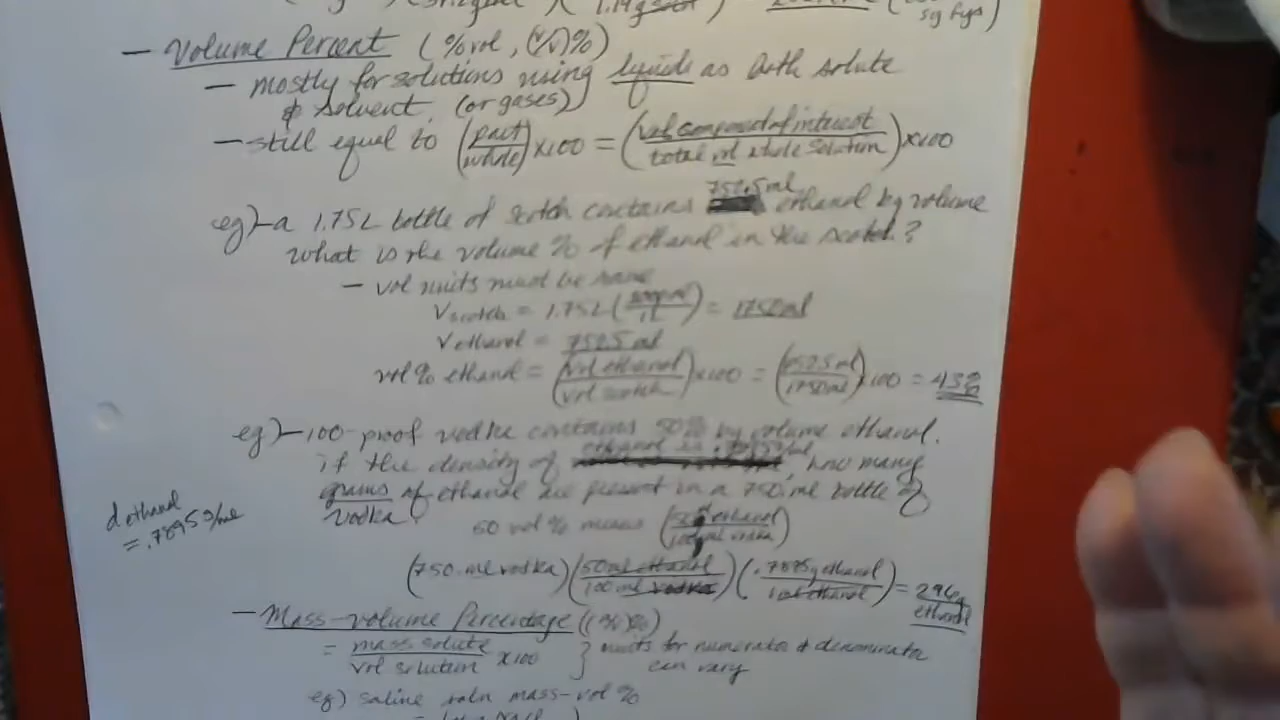 — Volume Percent (%vol, (v/v)%)
— mostly for solutions using liquids as both solute
& solvent, (or gases)
— still equal to (part/whole) x100 = (vol component of interest/total vol whole solution) x100
752.5 ml
eg)—a 1.75L bottle of scotch contains ethanol by volume
What is the volume % of ethanol in the scotch?
— vol units must be same
Vscotch = 1.75L (1000ml/1L) = 1750ml
Vethanol = 752.5 ml
vol % ethanol = (vol ethanol/vol scotch) x100 = (752.5ml/1750ml) x100 = 43%
eg)—100-proof vodka contains 50% by volume ethanol.
ethanol is .7895g/ml
if the density of , how many
grams of ethanol are present in a 750. ml bottle of
vodka?
d ethanol
= .7895g/ml
50 vol % means (50 ethanol/100ml vodka)
(750. ml vodka)(50ml ethanol/100ml vodka)(.7895g ethanol/1ml ethanol) = 296g
ethanol
— Mass-volume Percentage
= mass solute/vol solution x100 } units for numerator & denominator
can vary
eg) saline soln mass-vol %